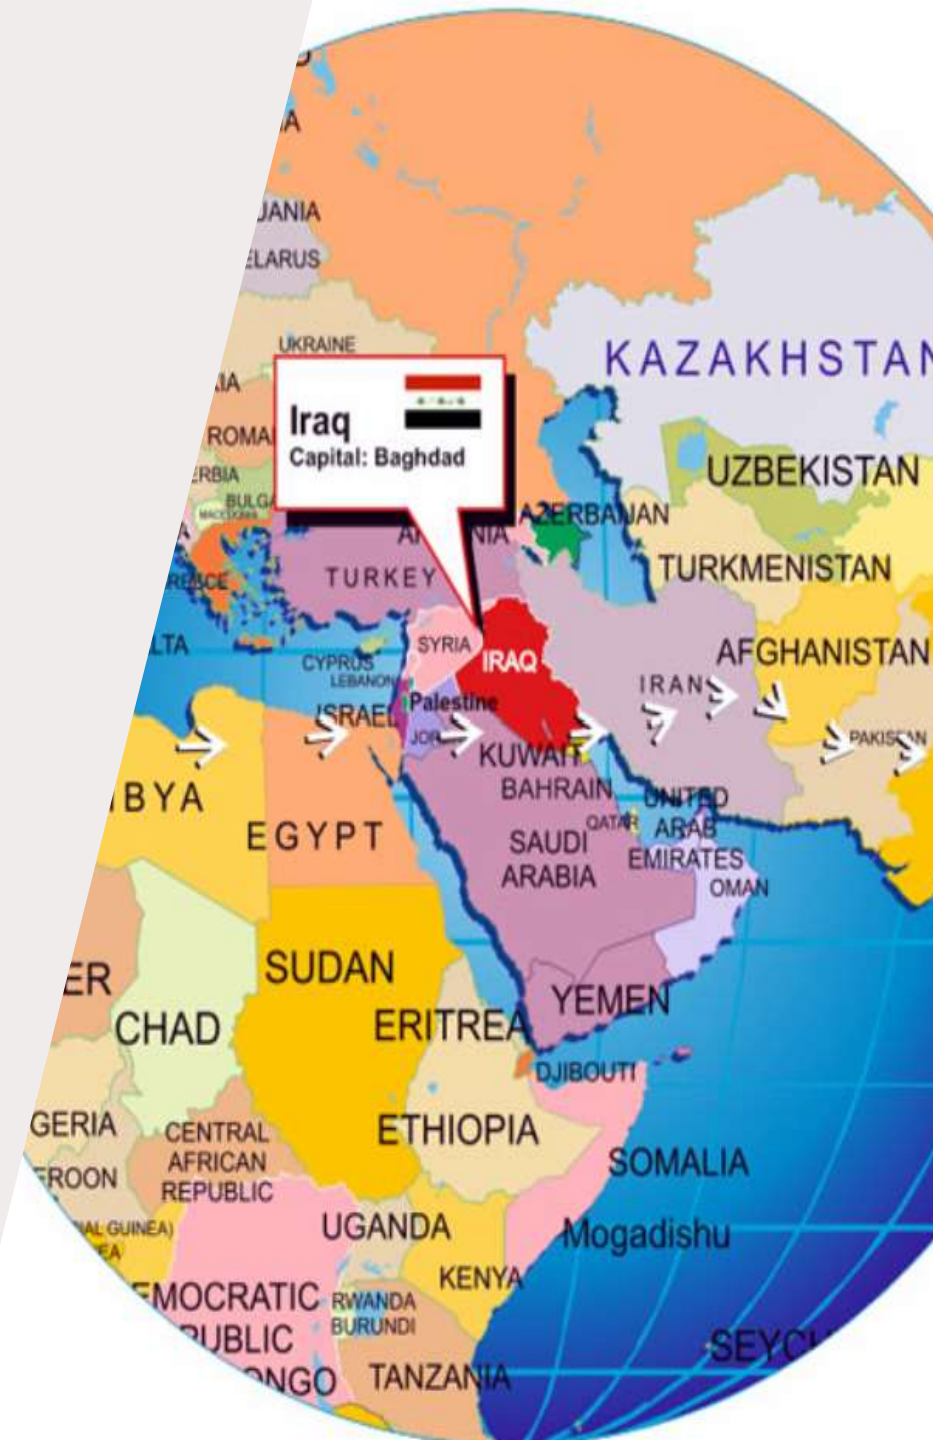 UKRAINE
KAZAKHSTAN
Iraq
Capital: Baghdad
UZBEKISTAN
AZERBAIJAN
TURKMENISTAN
TURKEY
SYRIA
IRAQ
AFGHANISTAN
CYPRUS
LEBANON
IRAN
Palestine
ISRAEL
KUWAIT
PAKISTAN
BAHRAIN
UNITED
ARAB
EMIRATES
QATAR
EGYPT
SAUDI
ARABIA
OMAN
SUDAN
YEMEN
ERITREA
CHAD
DJIBOUTI
ETHIOPIA
CENTRAL
AFRICAN
REPUBLIC
SOMALIA
UGANDA
Mogadishu
KENYA
RWANDA
BURUNDI
TANZANIA